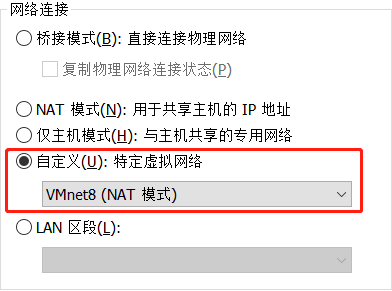 网络连接
桥接模式(B): 直接连接物理网络
复制物理网络连接状态(P)
NAT 模式(N): 用于共享主机的 IP 地址
仅主机模式(H): 与主机共享的专用网络
自定义(U): 特定虚拟网络
VMnet8 (NAT 模式)
LAN 区段(L):